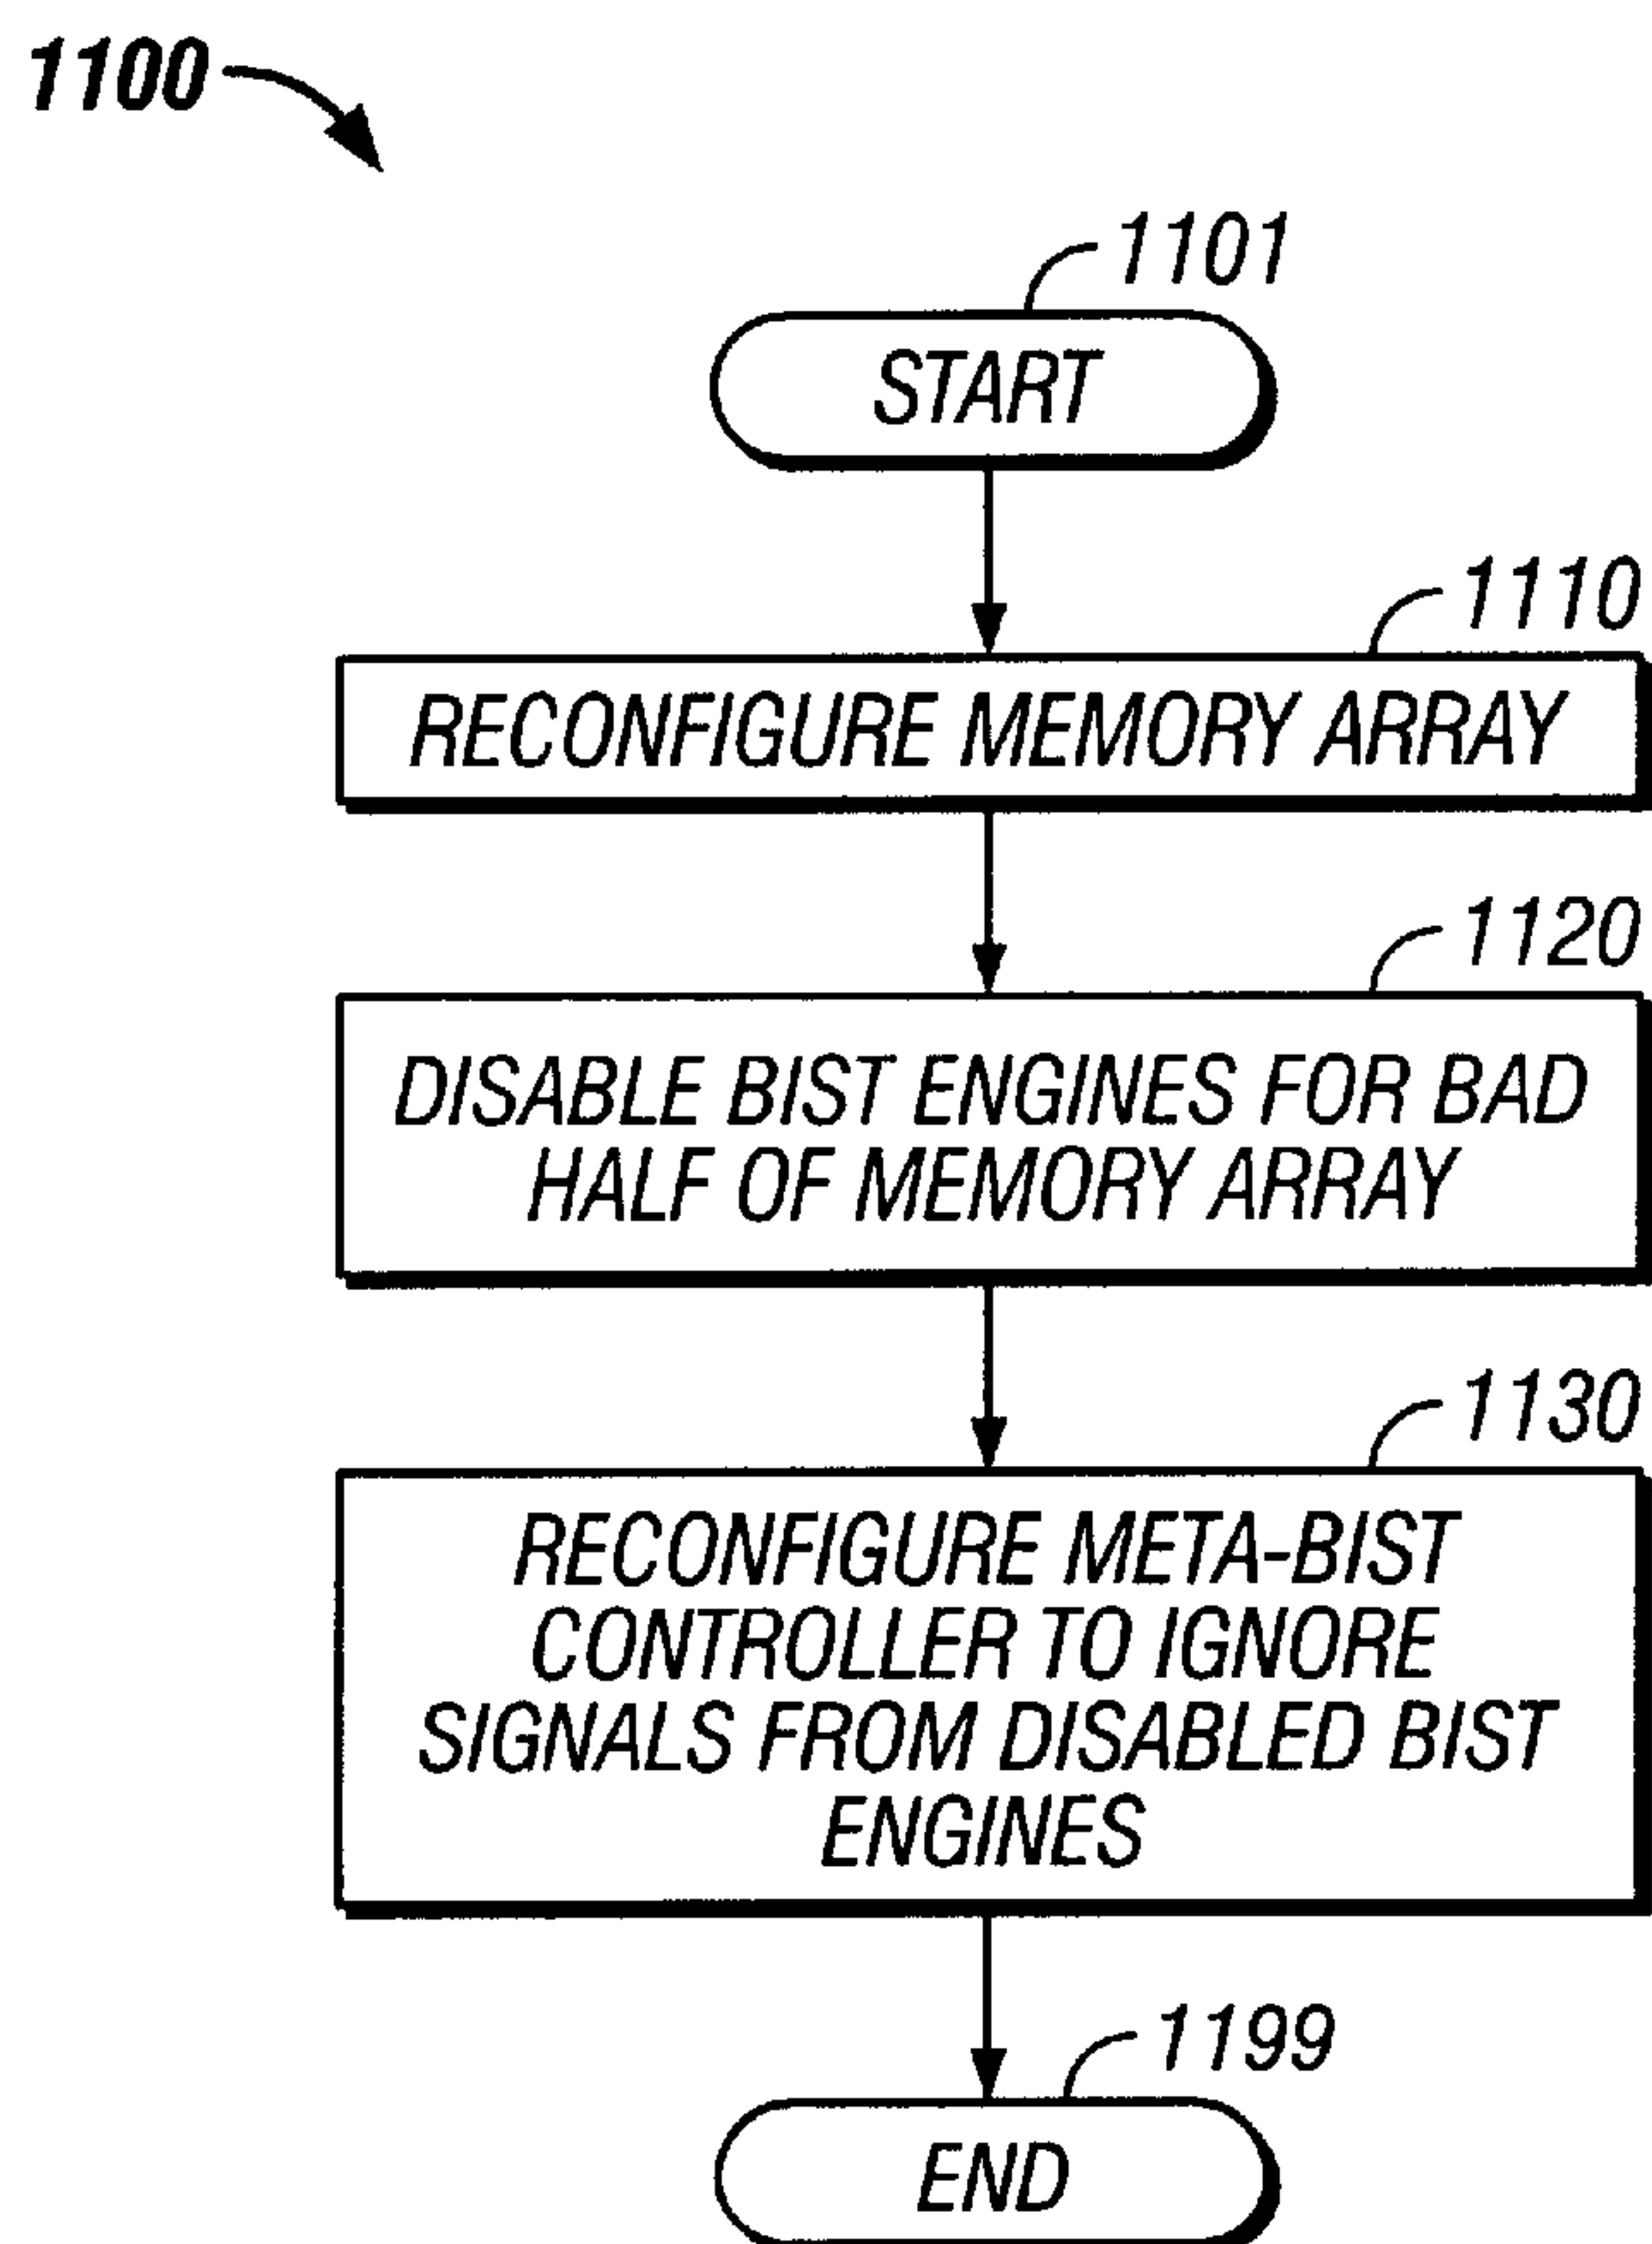 1100
1101
START
1110
RECONFIGURE MEMORY ARRAY
1120
DISABLE BIST ENGINES FOR BAD
HALF OF MEMORY ARRAY
1130
RECONFIGURE META-BIST
CONTROLLER TO IGNORE
SIGNALS FROM DISABLED BIST
ENGINES
1199
END